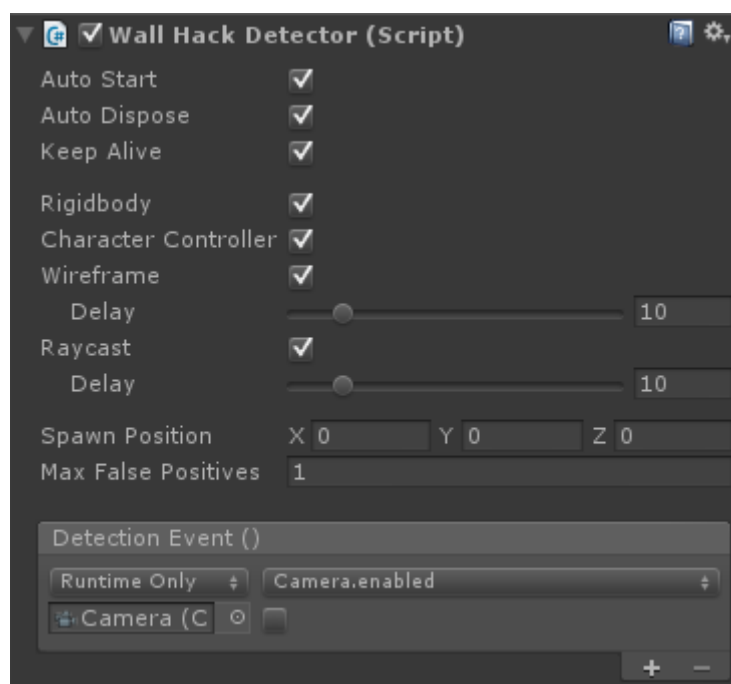 Wall Hack Detector (Script)
Auto Start
Auto Dispose
Keep Alive
Rigidbody
Character Controller
Wireframe
Delay 10
Raycast
Delay 10
Spawn Position X 0 Y 0 Z 0
Max False Positives 1
Detection Event ()
Runtime Only Camera.enabled
Camera (C